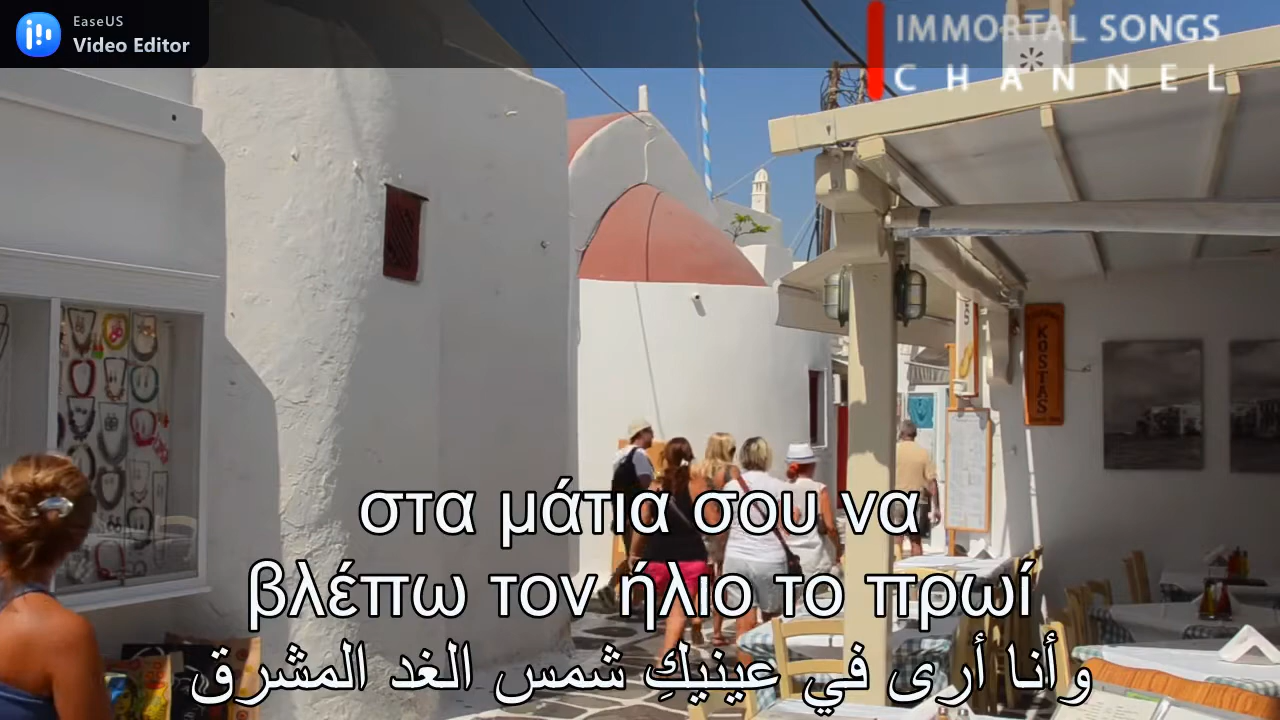 EaseUS
Video Editor
IMMORTAL SONGS
CHANNEL
KOSTAS
στα μάτια σου να
βλέπω τον ήλιο το πρωί
وأنا أرى في عينيكِ شمس الغد المشرق